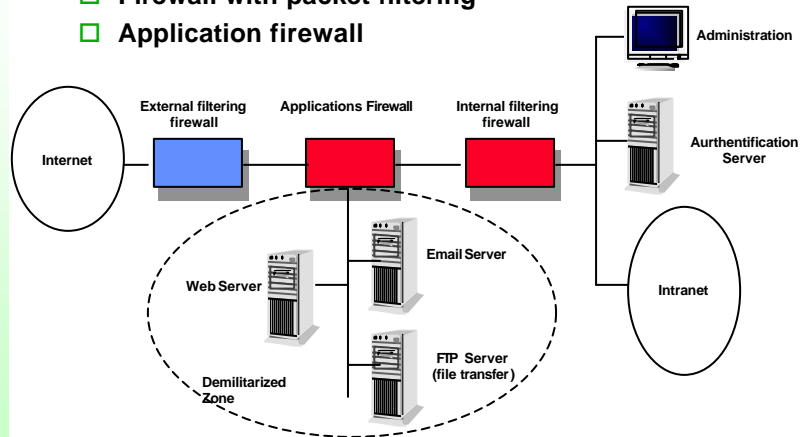 Firewall with packet filtering
Application firewall
Administration
External filtering
firewall
Applications Firewall
Internal filtering
firewall
Internet
Aurthentification
Server
Email Server
Web Server
Intranet
FTP Server
(file transfer)
Demilitarized
Zone